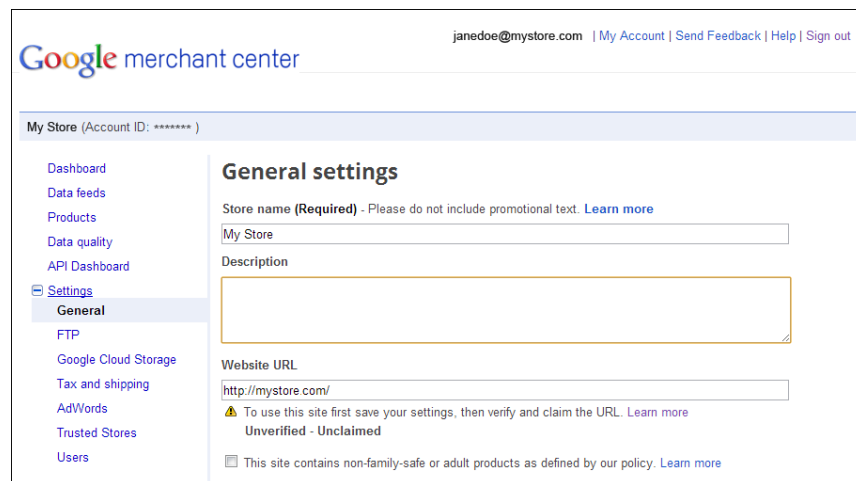 janedoe@mystore.com | My Account | Send Feedback | Help | Sign out
Google merchant center
My Store (Account ID: ******* )
Dashboard
Data feeds
Products
Data quality
API Dashboard
Settings
General
FTP
Google Cloud Storage
Tax and shipping
AdWords
Trusted Stores
Users
General settings
Store name (Required) - Please do not include promotional text. Learn more
My Store
Description
Website URL
http://mystore.com/
To use this site first save your settings, then verify and claim the URL. Learn more
Unverified - Unclaimed
This site contains non-family-safe or adult products as defined by our policy. Learn more